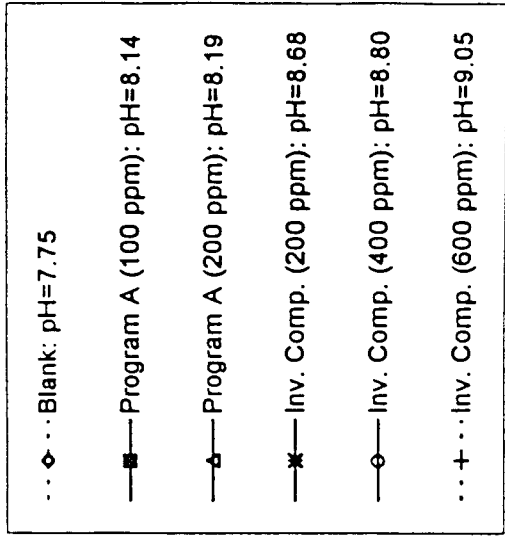 Blank: pH=7.75
Program A (100 ppm): pH=8.14
Program A (200 ppm): pH=8.19
Inv. Comp. (200 ppm): pH=8.68
Inv. Comp. (400 ppm): pH=8.80
Inv. Comp. (600 ppm): pH=9.05